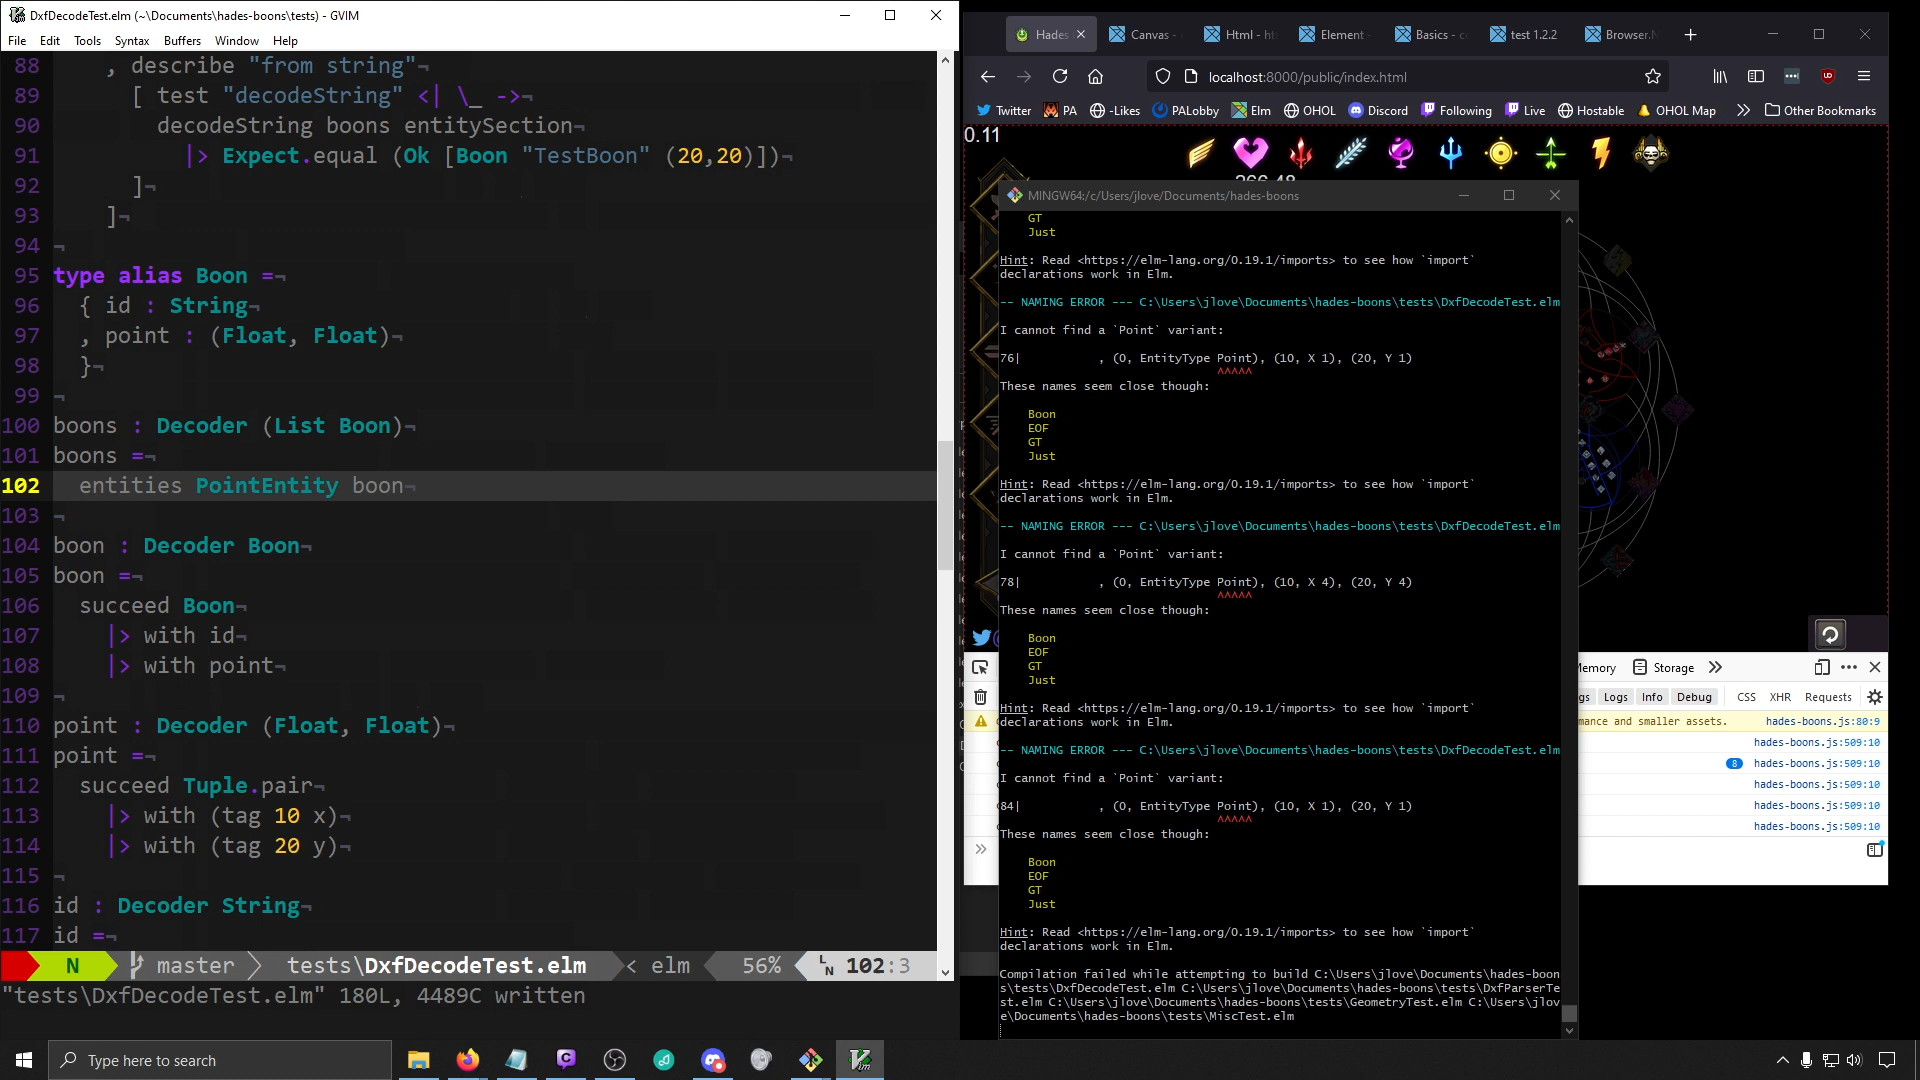 DxfDecodeTest.elm (~\Documents\hades-boons\tests) - GVIM
File Edit Tools Syntax Buffers Window Help
88 , describe "from string"¬
89 [ test "decodeString" <| \_ ->¬
90 decodeString boons entitySection¬
91 |> Expect.equal (Ok [Boon "TestBoon" (20,20)])¬
92 ]¬
93 ]¬
94 ¬
95 type alias Boon =¬
96 { id : String¬
97 , point : (Float, Float)¬
98 }¬
99 ¬
100 boons : Decoder (List Boon)¬
101 boons =¬
102 entities PointEntity boon¬
103 ¬
104 boon : Decoder Boon¬
105 boon =¬
106 succeed Boon¬
107 |> with id¬
108 |> with point¬
109 ¬
110 point : Decoder (Float, Float)¬
111 point =¬
112 succeed Tuple.pair¬
113 |> with (tag 10 x)¬
114 |> with (tag 20 y)¬
115 ¬
116 id : Decoder String¬
117 id =¬
N master tests\DxfDecodeTest.elm < elm 56% LN 102:3
"tests\DxfDecodeTest.elm" 180L, 4489C written
Hades Canvas - Html - ht Element - Basics - c test 1.2.2 Browser.N
localhost:8000/public/index.html
Twitter PA -Likes PALobby Elm OHOL Discord Following Live Hostable OHOL Map Other Bookmarks
0.11
266.48
MINGW64:/c/Users/jlove/Documents/hades-boons
GT
Just
Hint: Read <https://elm-lang.org/0.19.1/imports> to see how `import`
declarations work in Elm.
-- NAMING ERROR --- C:\Users\jlove\Documents\hades-boons\tests\DxfDecodeTest.elm
I cannot find a `Point` variant:
76| , (0, EntityType Point), (10, X 1), (20, Y 1)
^^^^^
These names seem close though:
Boon
EOF
GT
Just
Hint: Read <https://elm-lang.org/0.19.1/imports> to see how `import`
declarations work in Elm.
-- NAMING ERROR --- C:\Users\jlove\Documents\hades-boons\tests\DxfDecodeTest.elm
I cannot find a `Point` variant:
78| , (0, EntityType Point), (10, X 4), (20, Y 4)
^^^^^
These names seem close though:
Boon
EOF
GT
Just
Hint: Read <https://elm-lang.org/0.19.1/imports> to see how `import`
declarations work in Elm.
-- NAMING ERROR --- C:\Users\jlove\Documents\hades-boons\tests\DxfDecodeTest.elm
I cannot find a `Point` variant:
84| , (0, EntityType Point), (10, X 1), (20, Y 1)
^^^^^
These names seem close though:
Boon
EOF
GT
Just
Hint: Read <https://elm-lang.org/0.19.1/imports> to see how `import`
declarations work in Elm.
Compilation failed while attempting to build C:\Users\jlove\Documents\hades-boon
s\tests\DxfDecodeTest.elm C:\Users\jlove\Documents\hades-boons\tests\DxfParserTe
st.elm C:\Users\jlove\Documents\hades-boons\tests\GeometryTest.elm C:\Users\jlov
e\Documents\hades-boons\tests\MiscTest.elm
Memory Storage
gs Logs Info Debug CSS XHR Requests
mance and smaller assets. hades-boons.js:80:9
hades-boons.js:509:10
8 hades-boons.js:509:10
hades-boons.js:509:10
hades-boons.js:509:10
hades-boons.js:509:10
Type here to search